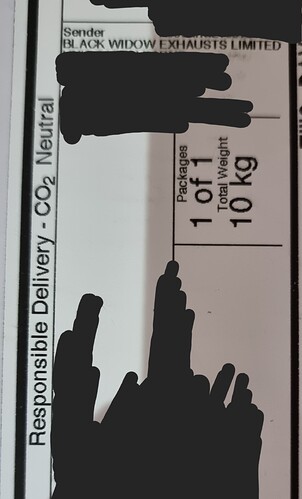 Sender
BLACK WIDOW EXHAUSTS LIMITED
Responsible Delivery - CO₂ Neutral
Packages
1 of 1
Total Weight
10 kg